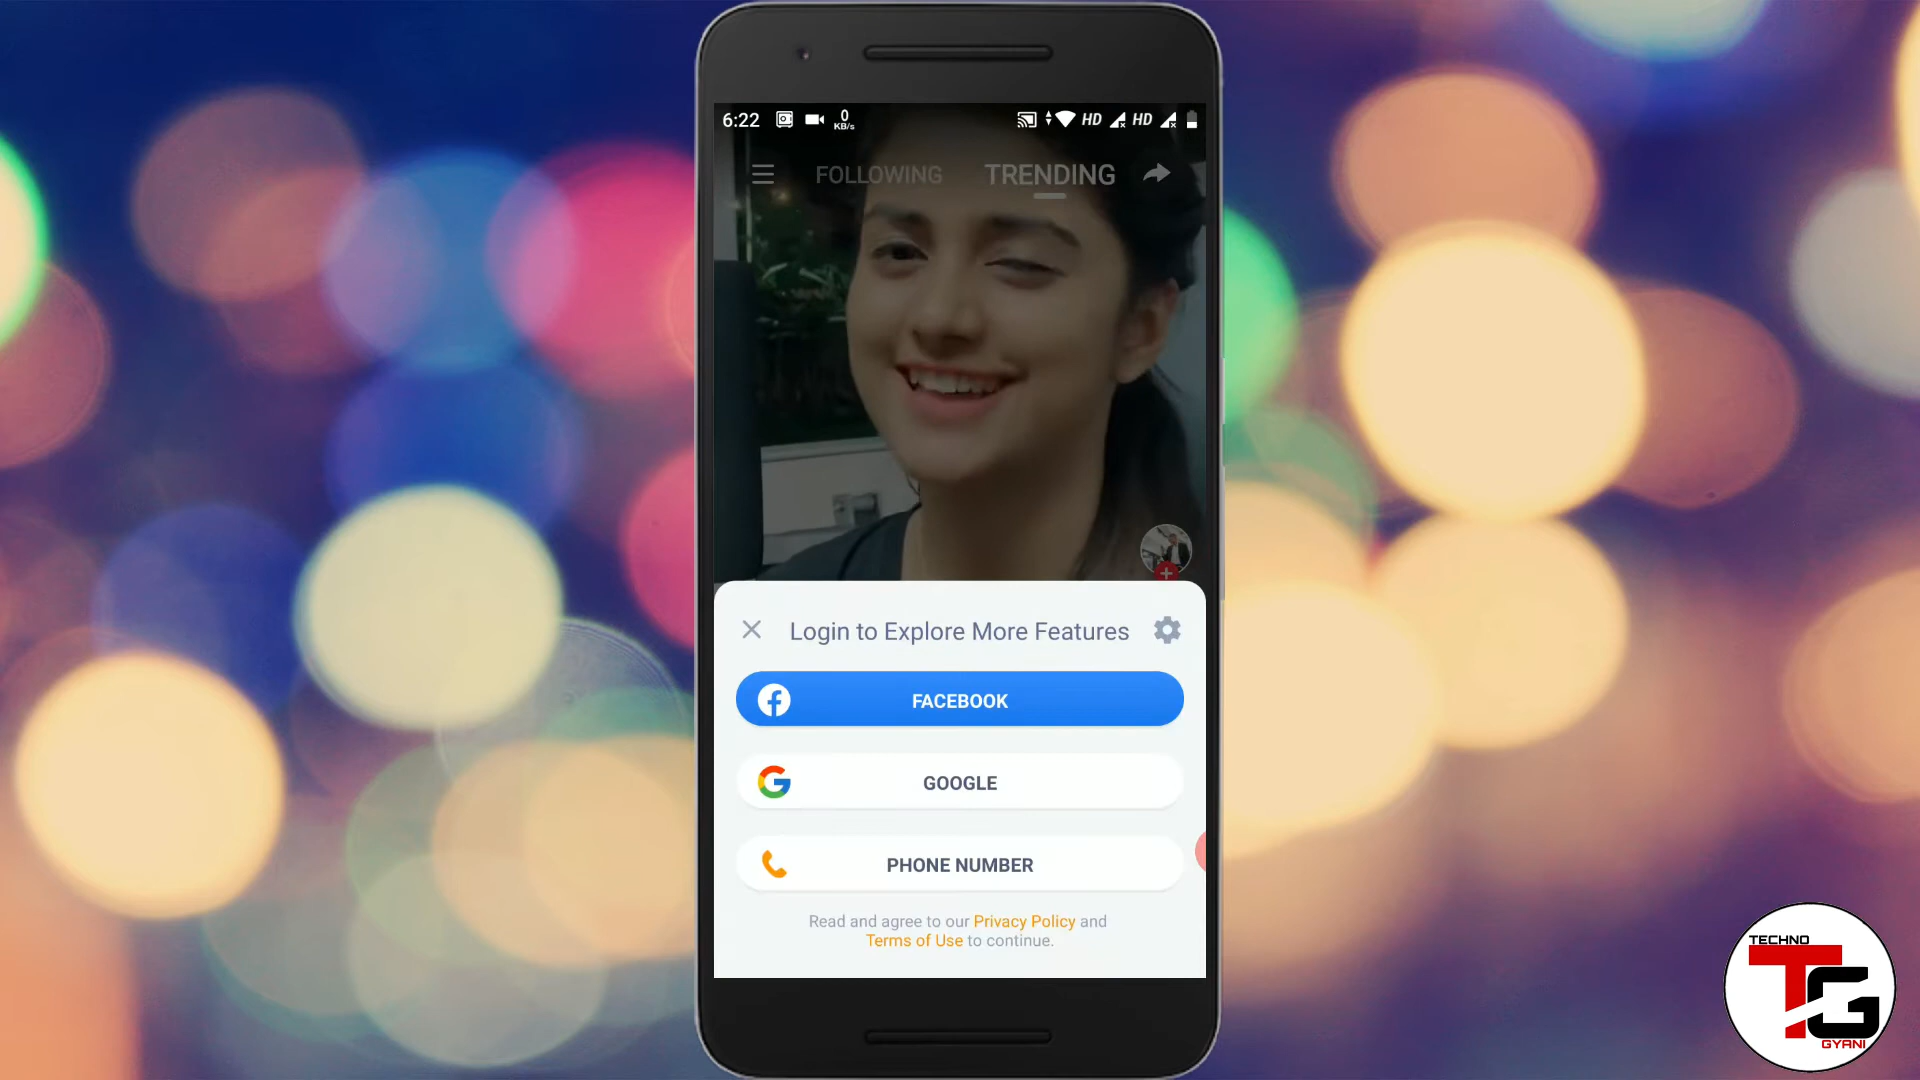 6:22 0 KB/s HD HD
FOLLOWING TRENDING
Login to Explore More Features
FACEBOOK
GOOGLE
PHONE NUMBER
Read and agree to our Privacy Policy and
Terms of Use to continue.
TECHNO
TG
GYANI